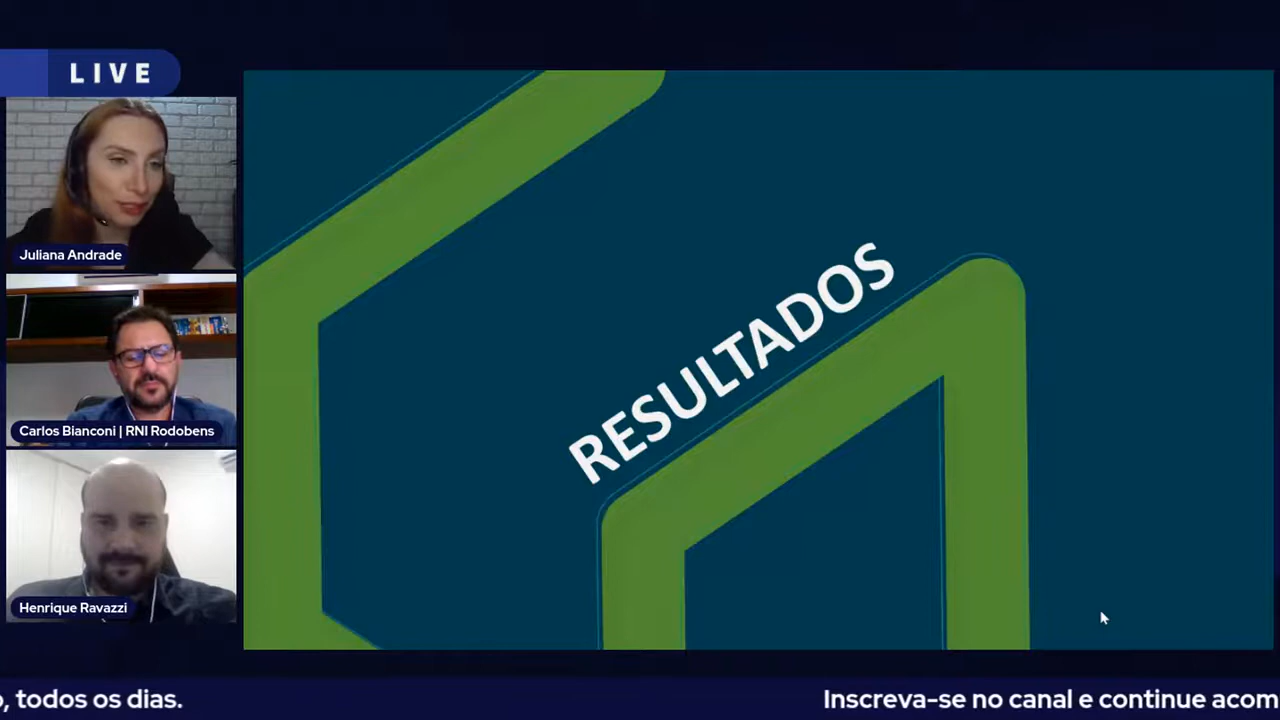 LIVE
Juliana Andrade
Carlos Bianconi | RNI Rodobens
Henrique Ravazzi
RESULTADOS
, todos os dias.
Inscreva-se no canal e continue acom